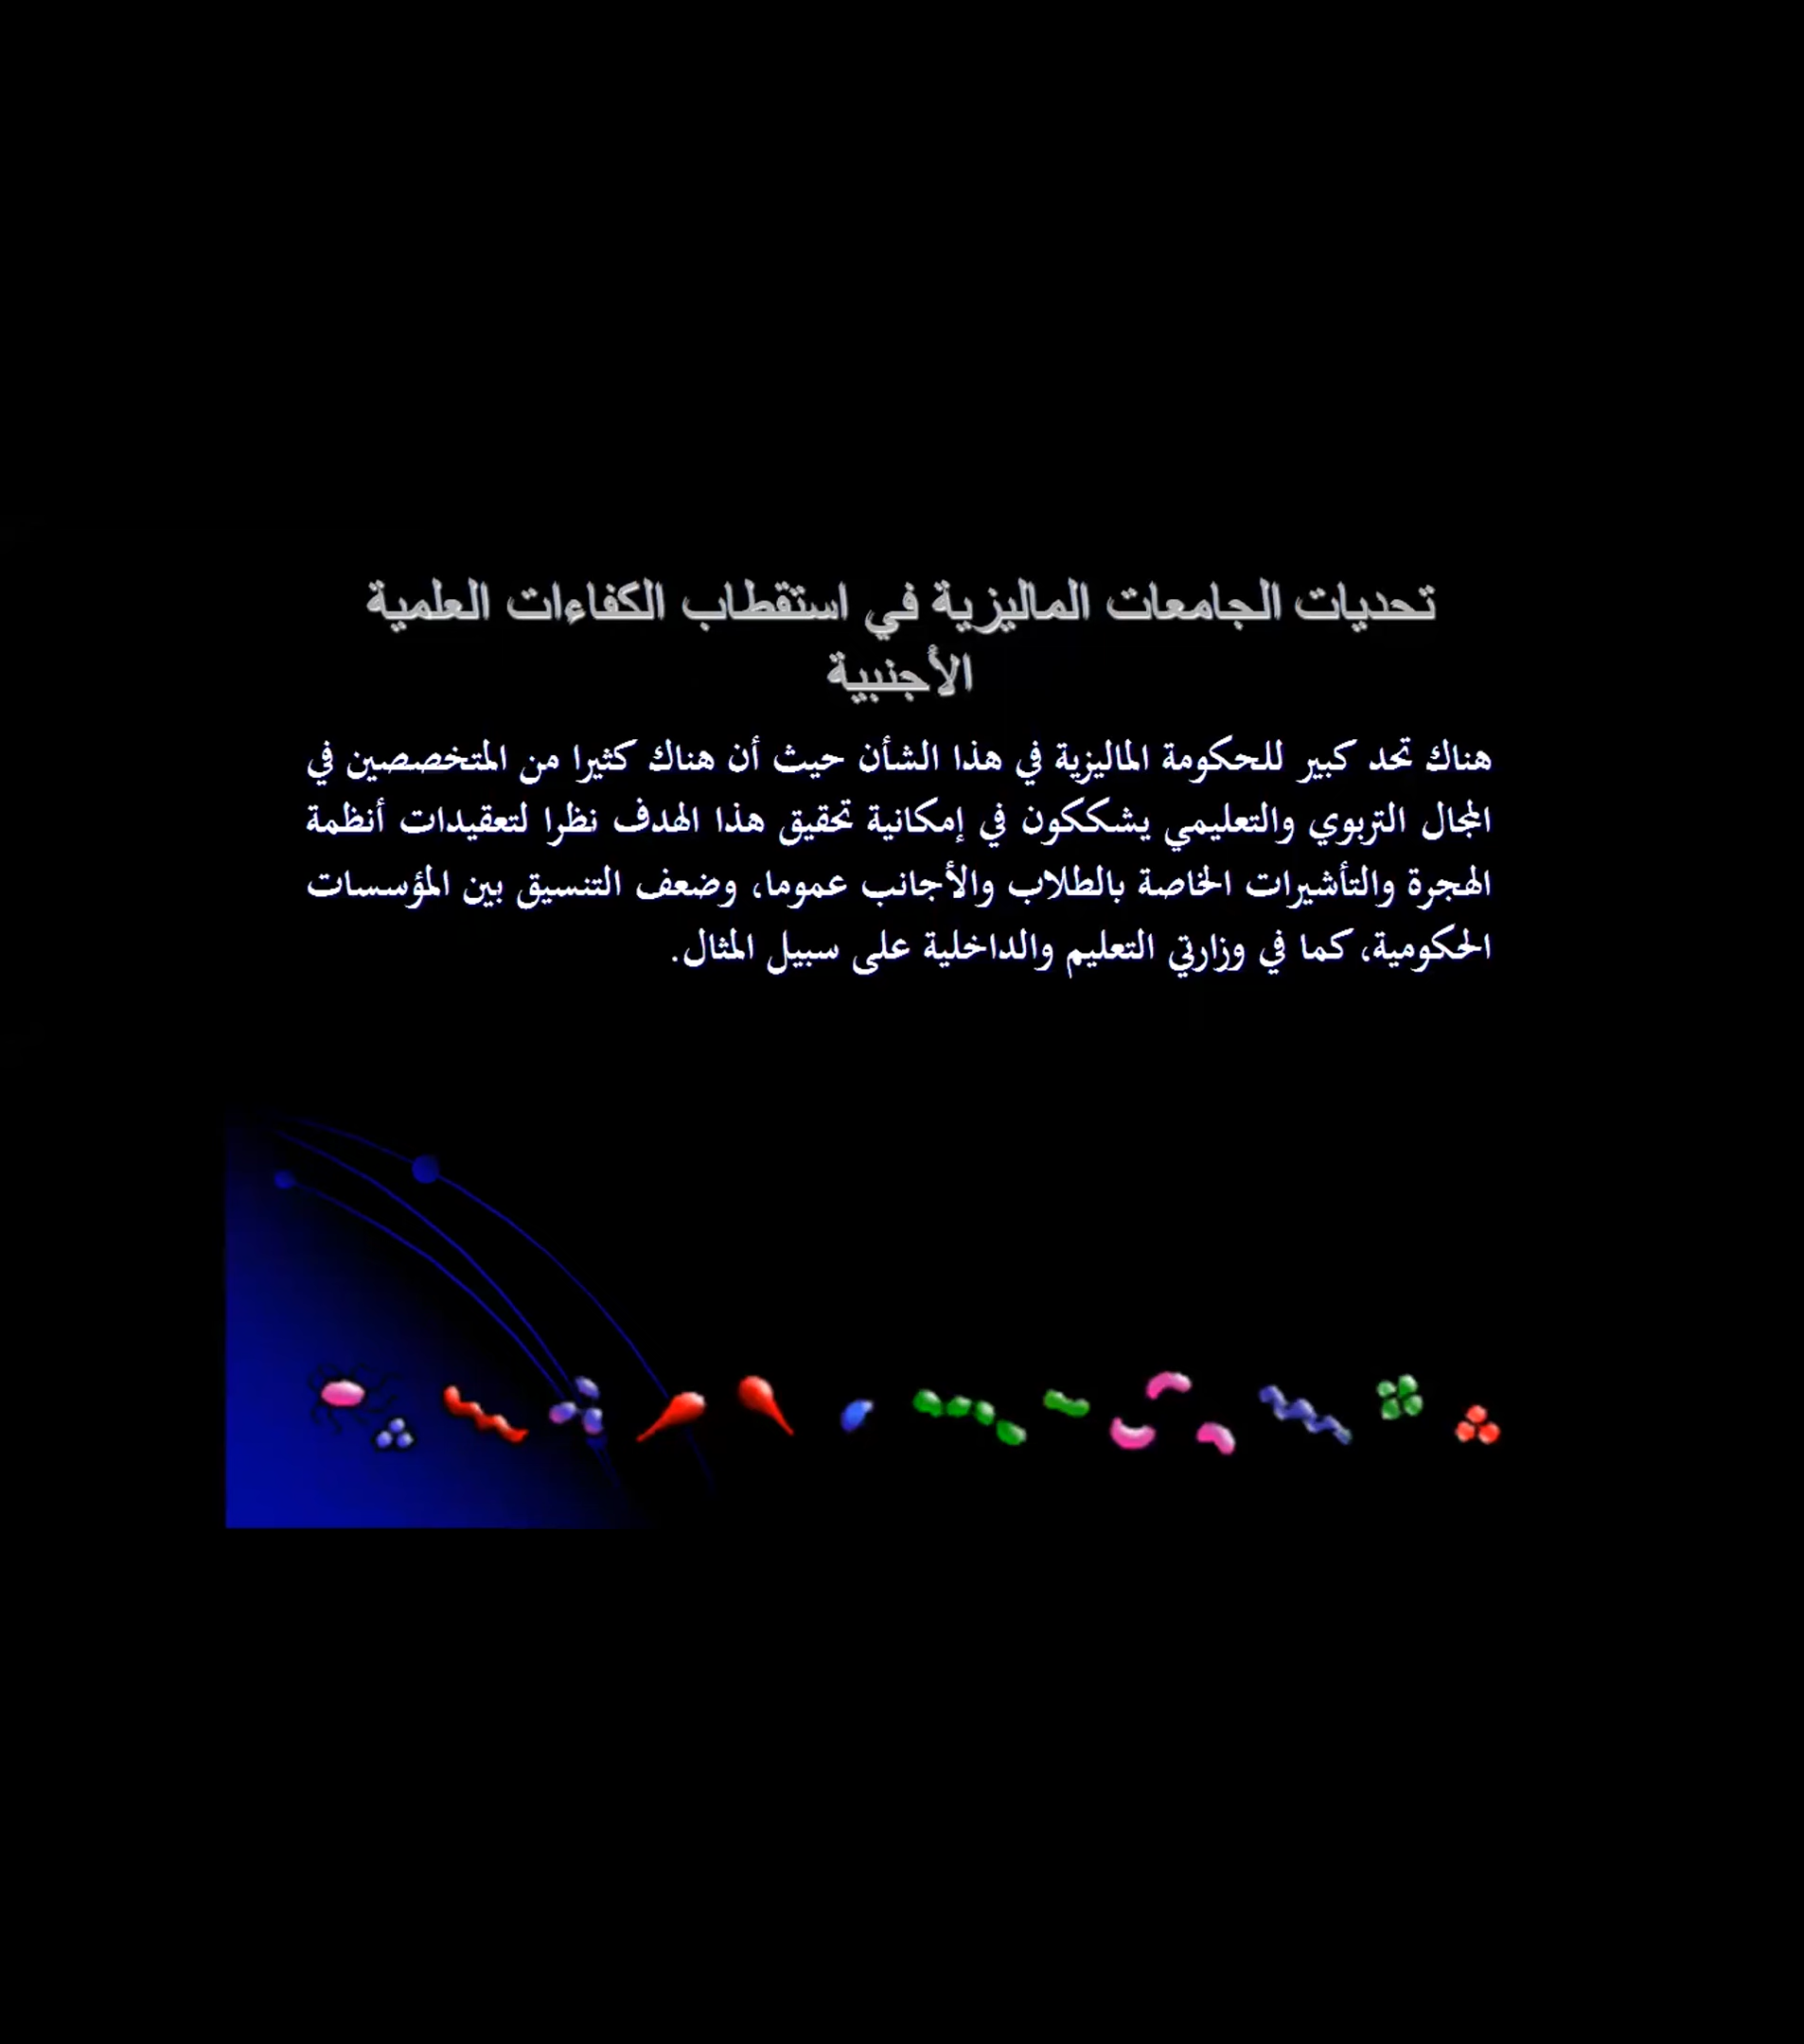 تحديات الجامعات الماليزية في استقطاب الكفاءات العلمية
الأجنبية
هناك تحد كبير للحكومة الماليزية في هذا الشأن حيث أن هناك كثيرا من المتخصصين في
المجال التربوي والتعليمي يشككون في إمكانية تحقيق هذا الهدف نظرا لتعقيدات أنظمة
الهجرة والتأشيرات الخاصة بالطلاب والأجانب عموما، وضعف التنسيق بين المؤسسات
الحكومية، كما في وزارتي التعليم والداخلية على سبيل المثال.